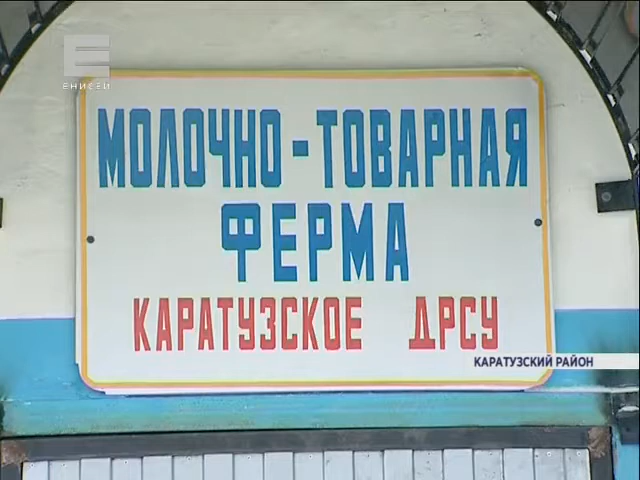 Е
ЕНИСЕЙ
МОЛОЧНО-ТОВАРНАЯ
ФЕРМА
КАРАТУЗСКОЕ ДРСУ
КАРАТУЗСКИЙ РАЙОН